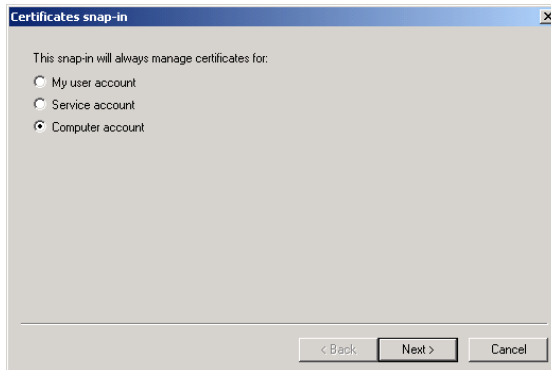 Certificates snap-in
This snap-in will always manage certificates for:
My user account
Service account
Computer account
< Back Next > Cancel